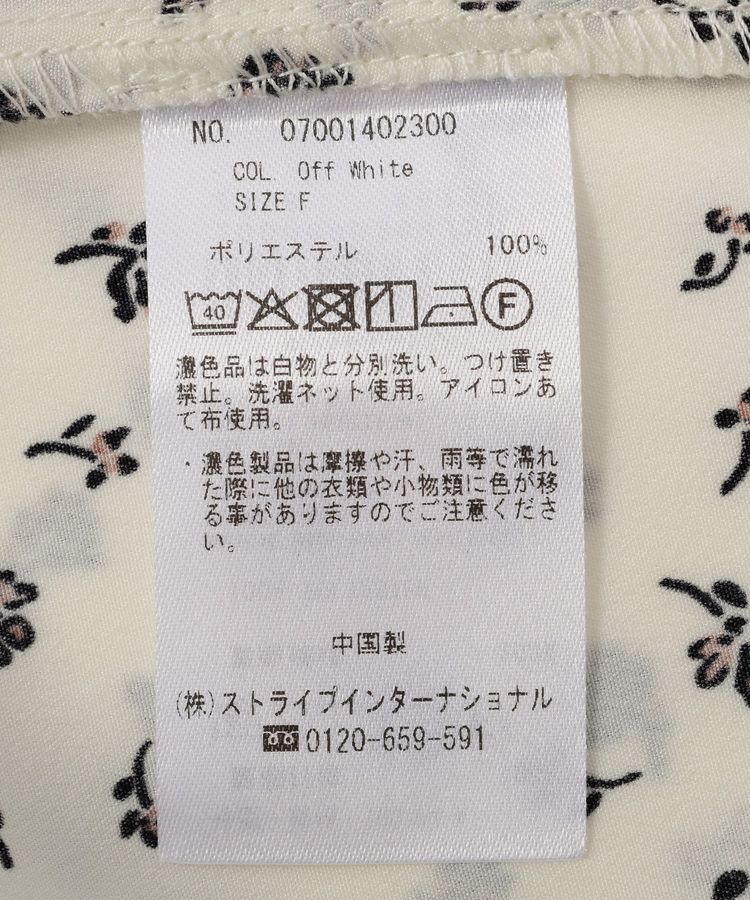 NO. 07001402300
COL. Off White
SIZE F
ポリエステル 100%
40 F
濃色品は白物と分別洗い。つけ置き
禁止。洗濯ネット使用。アイロンあ
て布使用。
・濃色製品は摩擦や汗、雨等で濡れ
た際に他の衣類や小物類に色が移
る事がありますのでご注意くださ
い。
中国製
(株)ストライプインターナショナル
0120-659-591